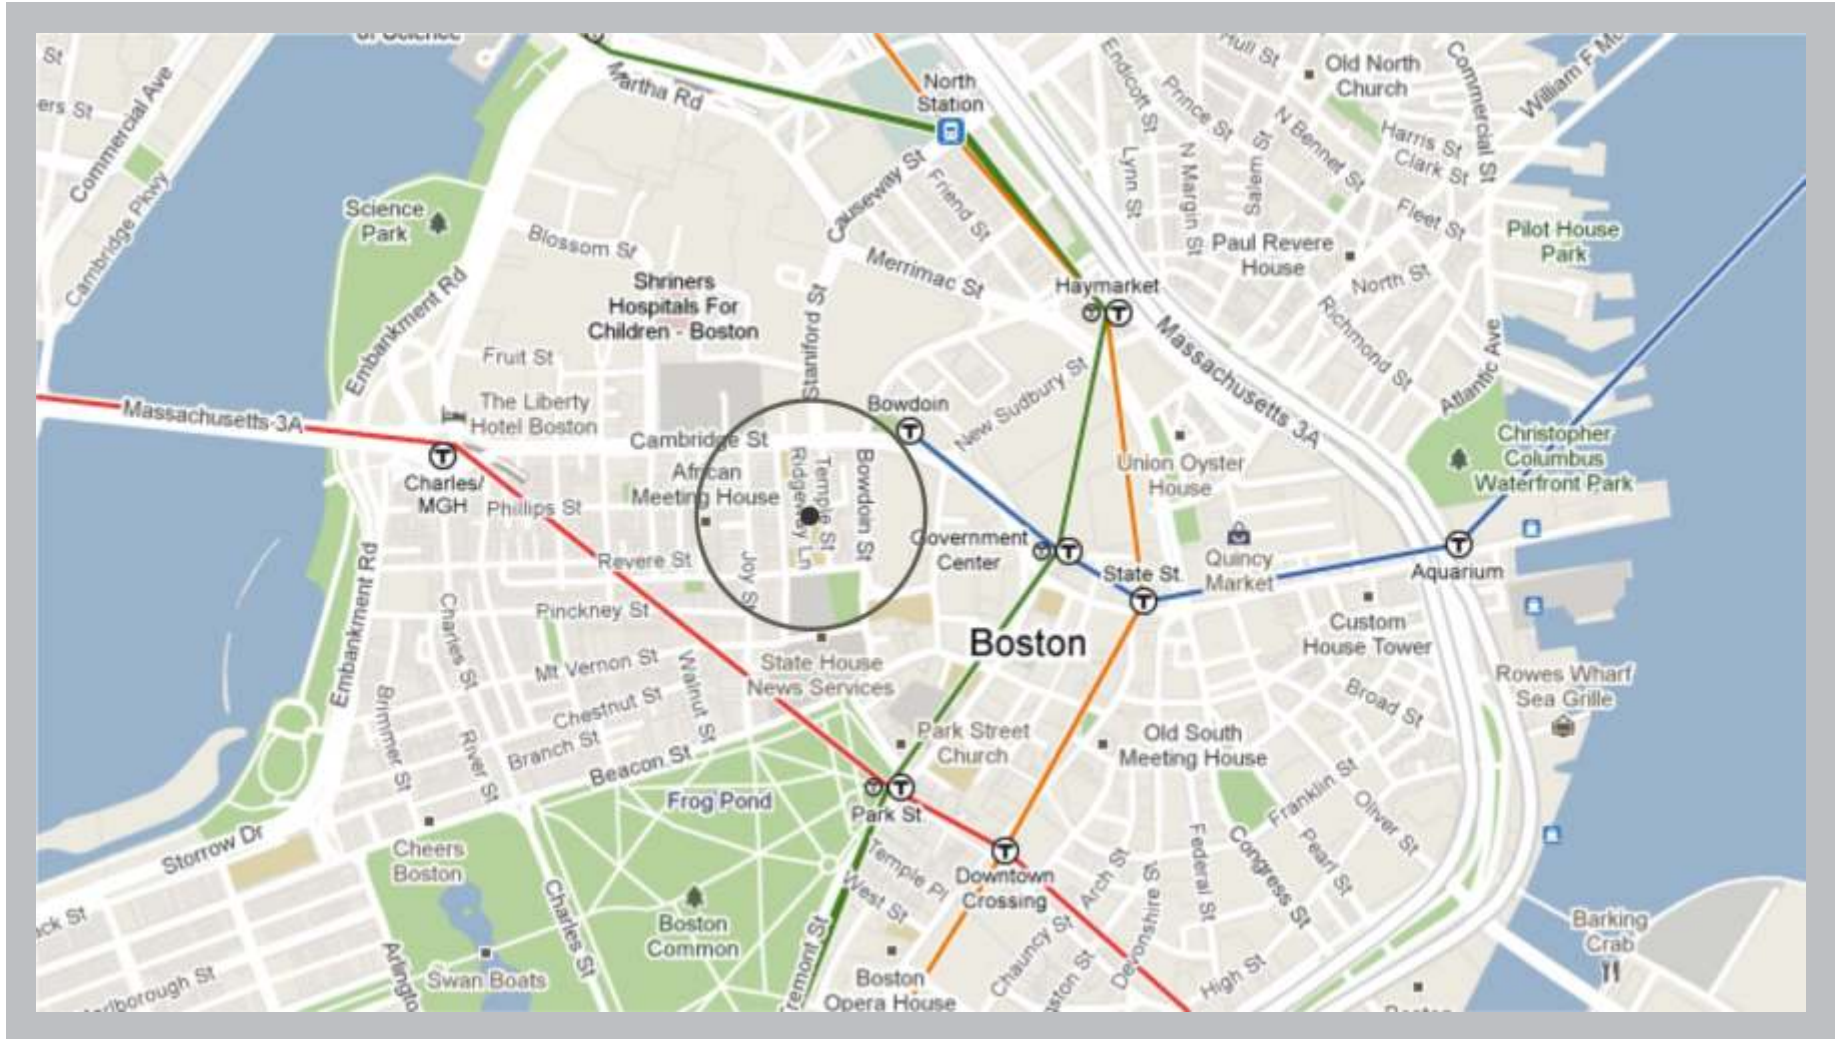 of Science
St
ers St
Commercial Ave
Cambridge Pkwy
Martha Rd
North
Station
Endicott St
Hull St
Prince St
Old North
Church
Commercial St
William F
Harris St
Clark St
N Bennet St
Salem St
Lynn St
N Margin St
Fleet St
Causeway St
Friend St
Science
Park
Blossom St
Merrimac St
Paul Revere
House
Pilot House
Park
North St
Richmond St
Shriners
Hospitals For
Children - Boston
Staniford St
Haymarket
T
Massachusetts 3A
Atlantic Ave
Embankment Rd
Fruit St
New Sudbury St
Massachusetts-3A
The Liberty
Hotel Boston
Cambridge St
Bowdoin
T
T
Charles/
MGH
African
Meeting House
Phillips St
Ridgeway Ln
Temple St
Bowdoin St
Joy St
Union Oyster
House
Christopher
Columbus
Waterfront Park
Government
Center
T
T
Aquarium
Revere St
State St.
T
Quincy
Market
Embankment Rd
Pinckney St
Charles St
Boston
Custom
House Tower
Mt Vernon St
Walnut St
State House
News Services
Rowes Wharf
Sea Grille
Broad St
Chestnut St
Brimmer St
River St
Branch St
Beacon St
Park Street
Church
Old South
Meeting House
Frog Pond
T
Park St.
Franklin St
Oliver St
Storrow Dr
Cheers
Boston
Temple Pl
West St
T
Downtown
Crossing
Arch St
Devonshire St
Federal St
Congress St
Pearl St
Charles St
Boston
Common
Chauncy St
Barking
Crab
ack St
Arlingto
Swan Boats
Tremont St
Boston
Opera House
High St
arlborough St